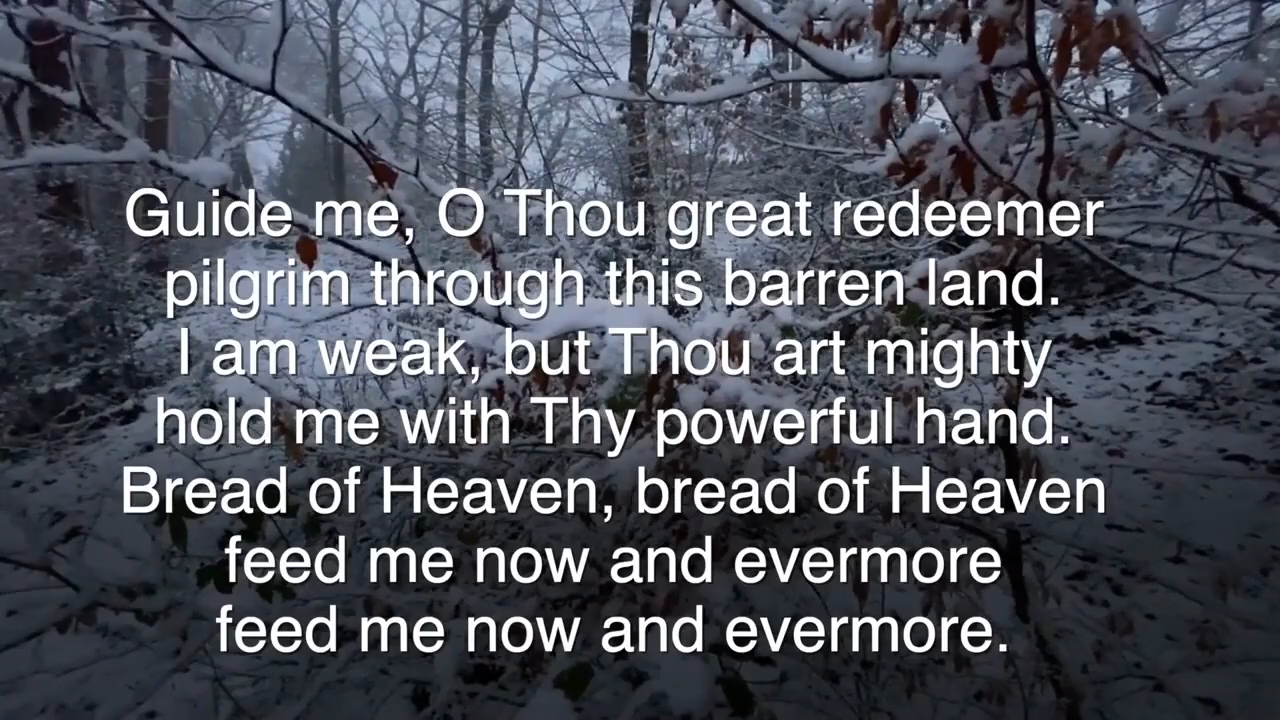 Guide me, O Thou great redeemer
pilgrim through this barren land.
I am weak, but Thou art mighty
hold me with Thy powerful hand.
Bread of Heaven, bread of Heaven
feed me now and evermore
feed me now and evermore.